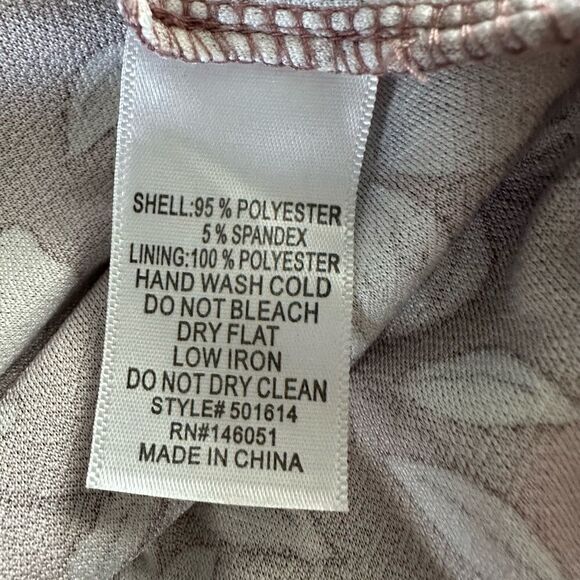 SHELL:95 % POLYESTER
5 % SPANDEX
LINING:100 % POLYESTER
HAND WASH COLD
DO NOT BLEACH
DRY FLAT
LOW IRON
DO NOT DRY CLEAN
STYLE# 501614
RN#146051
MADE IN CHINA